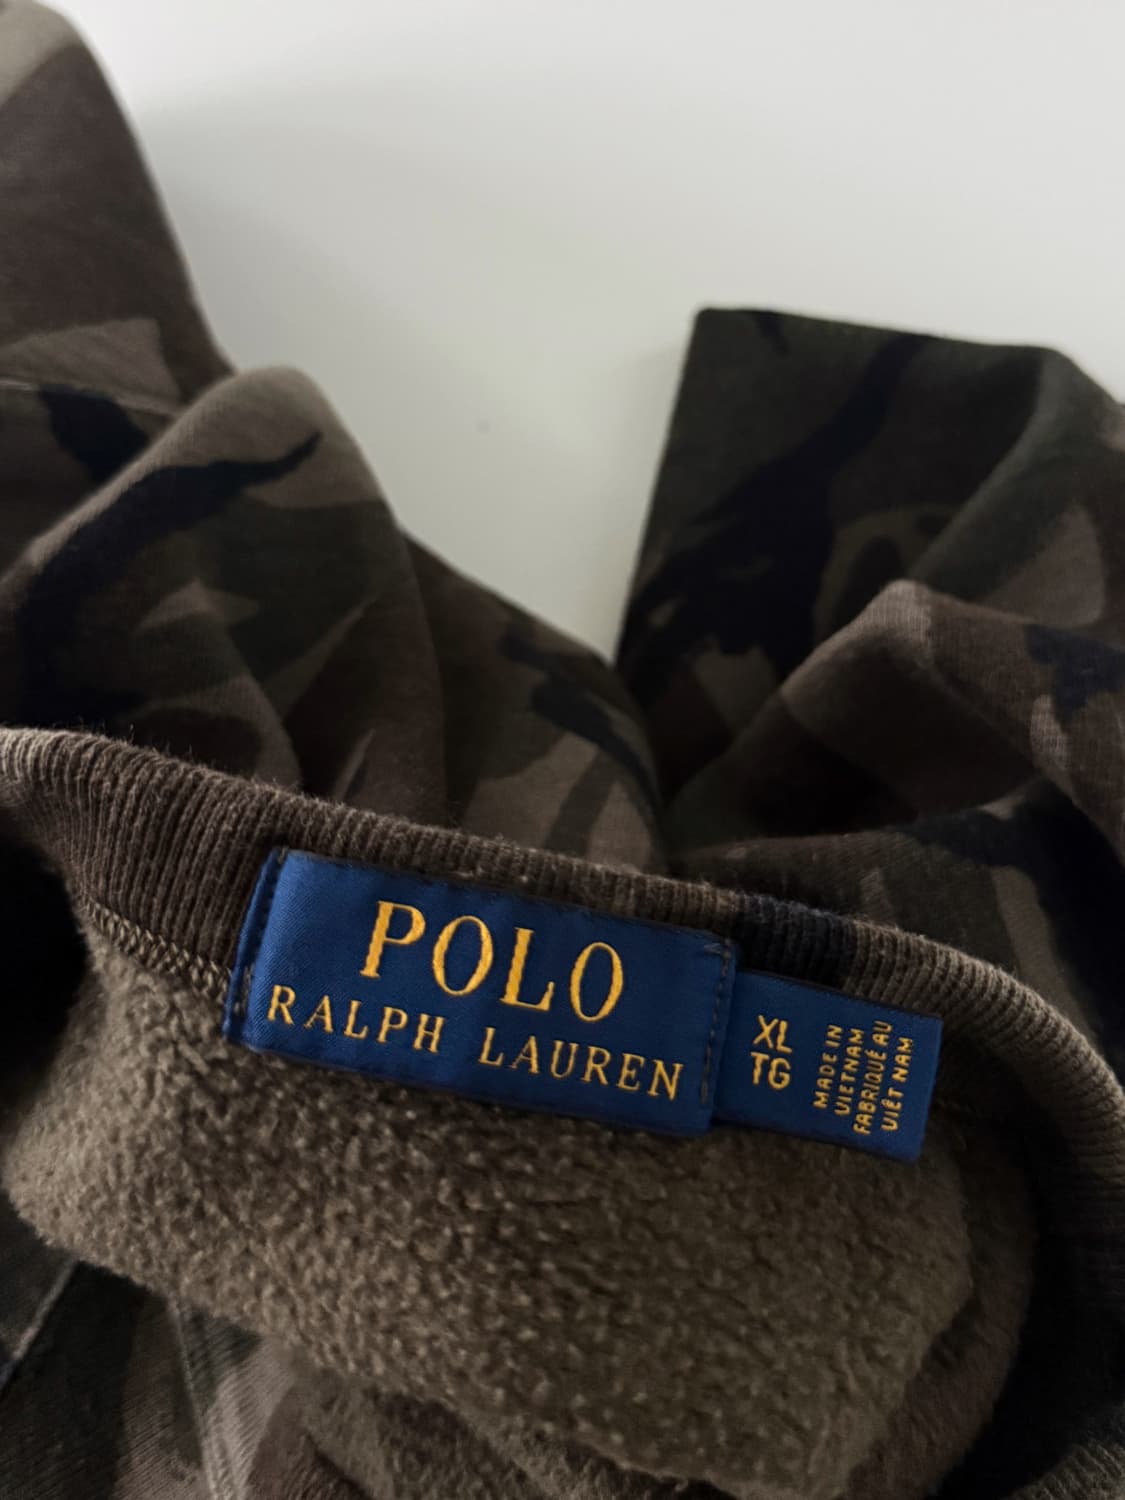 POLO
RALPH LAUREN
XL
TG
MADE IN
VIETNAM
FABRIQUÉ AU
VIÊT NAM